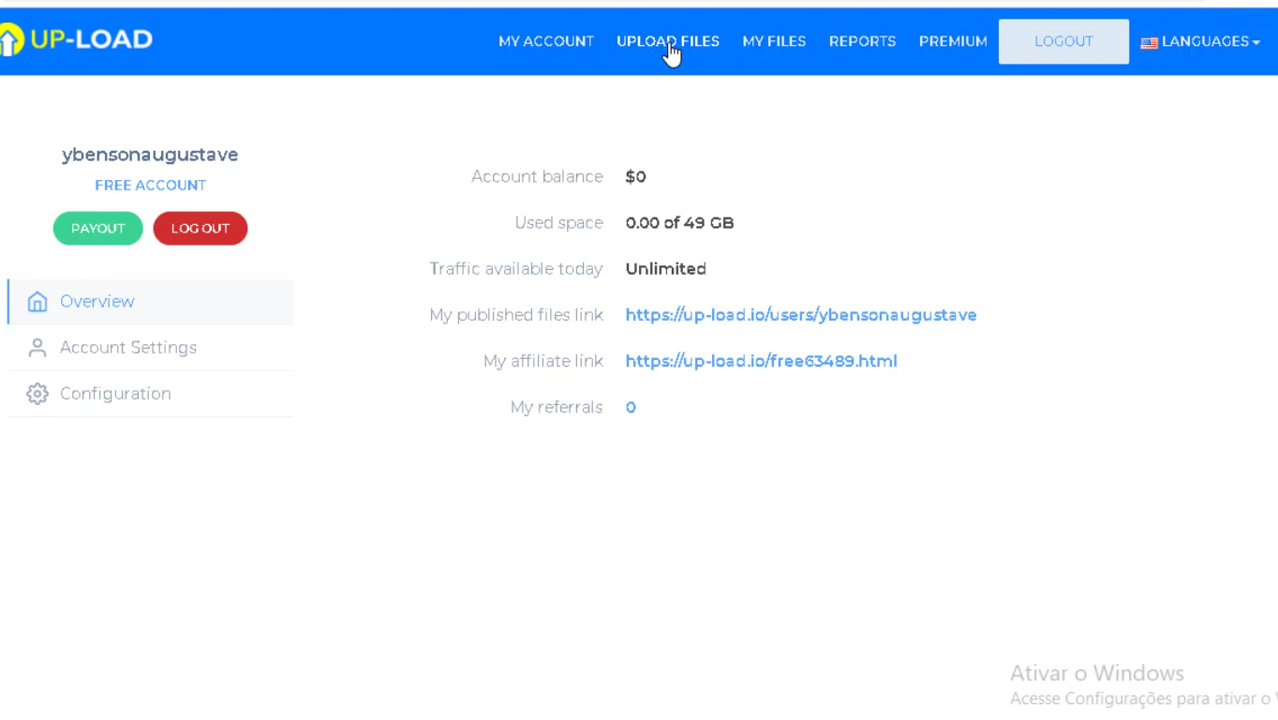 UP-LOAD
MY ACCOUNT UPLOAD FILES MY FILES REPORTS PREMIUM LOGOUT LANGUAGES
ybensonaugustave
FREE ACCOUNT
PAYOUT LOG OUT
Overview
Account Settings
Configuration
Account balance $0
Used space 0.00 of 49 GB
Traffic available today Unlimited
My published files link https://up-load.io/users/ybensonaugustave
My affiliate link https://up-load.io/free63489.html
My referrals 0
Ativar o Windows
Acesse Configurações para ativar o